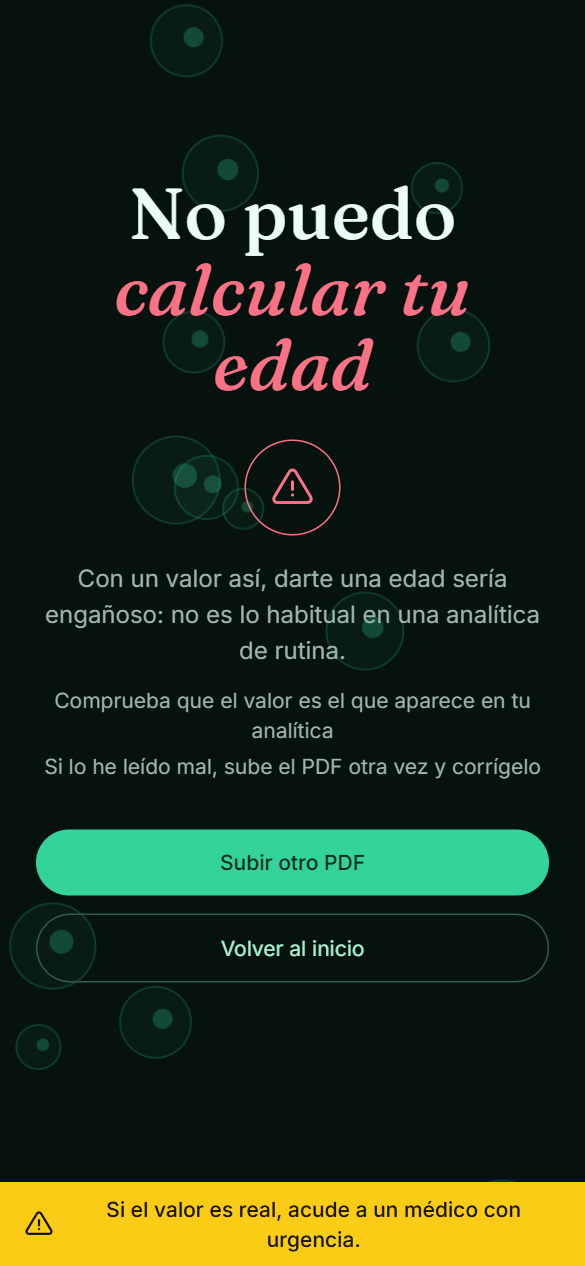 No puedo
calcular tu
edad
Con un valor así, darte una edad sería
engañoso: no es lo habitual en una analítica
de rutina.
Comprueba que el valor es el que aparece en tu
analítica
Si lo he leído mal, sube el PDF otra vez y corrígelo
Subir otro PDF
Volver al inicio
Si el valor es real, acude a un médico con
urgencia.